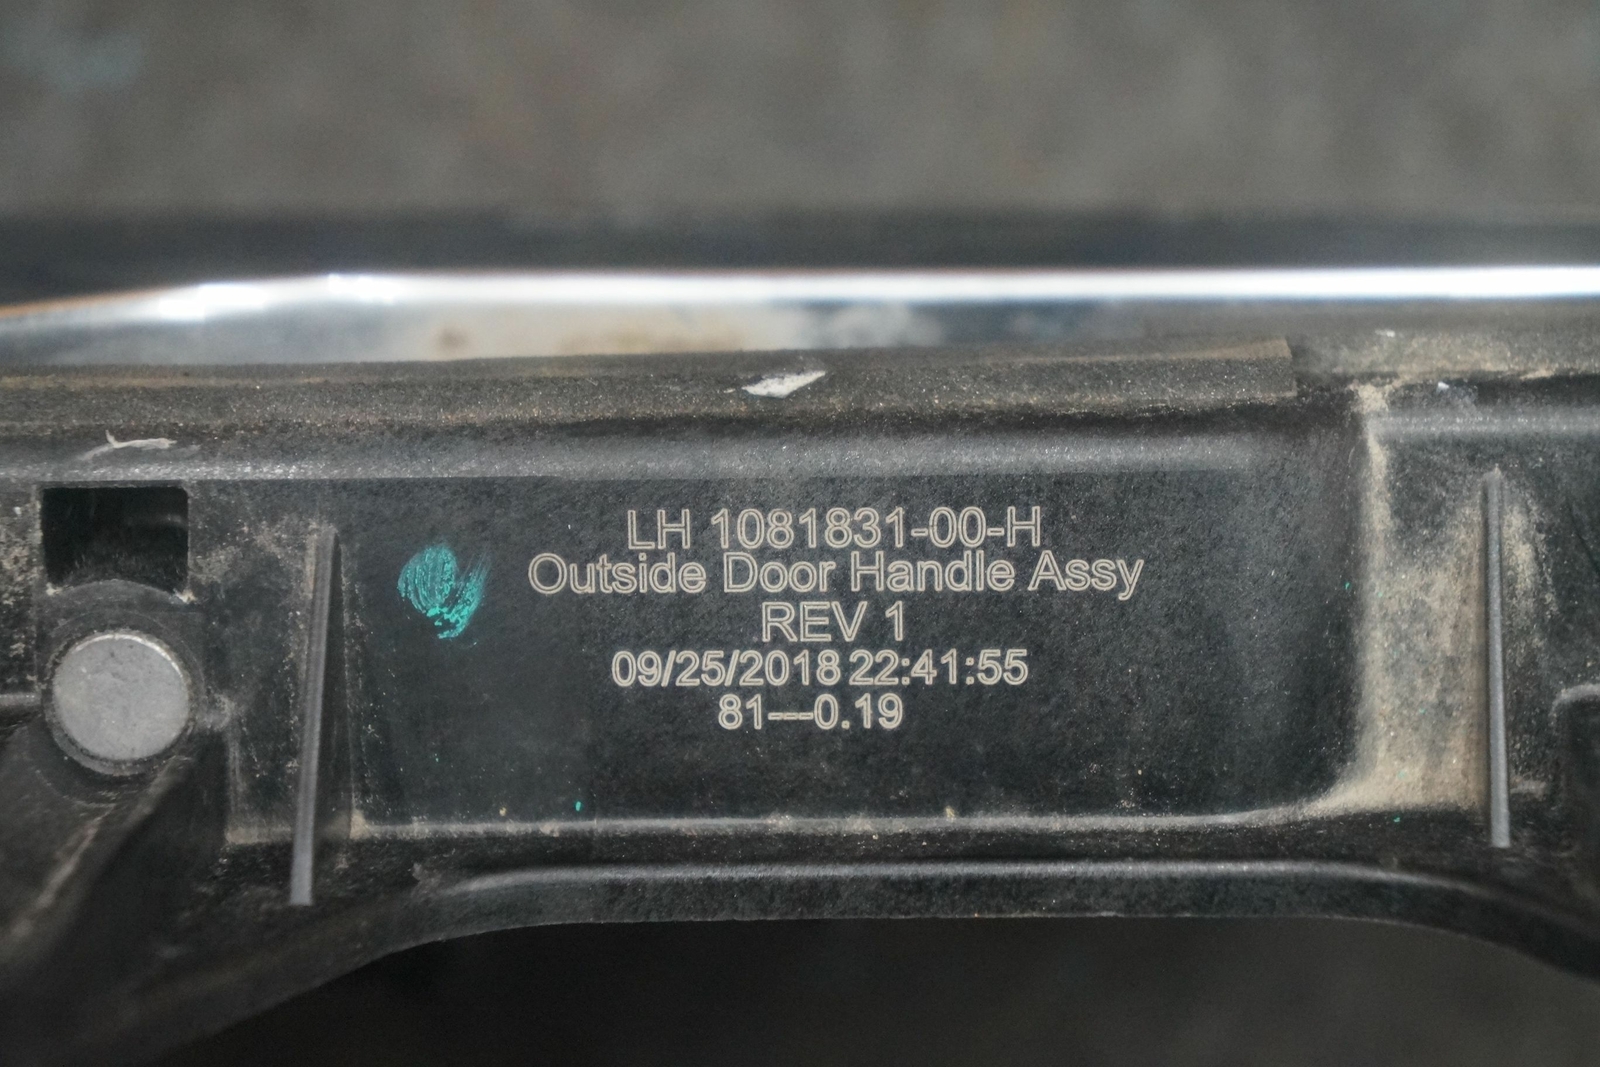 LH 1081831-00-H
Outside Door Handle Assy
REV 1
09/25/2018 22:41:55
81---0.19